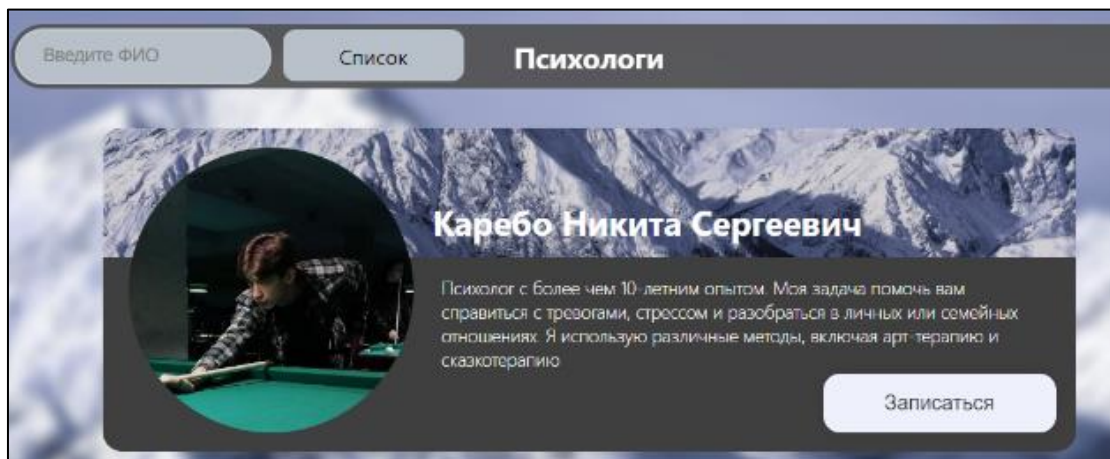 Введите ФИО
Список
Психологи
Каребо Никита Сергеевич
Психолог с более чем 10-летним опытом. Моя задача помочь вам
справиться с тревогами, стрессом и разобраться в личных или семейных
отношениях. Я использую различные методы, включая арт-терапию и
сказкотерапию
Записаться